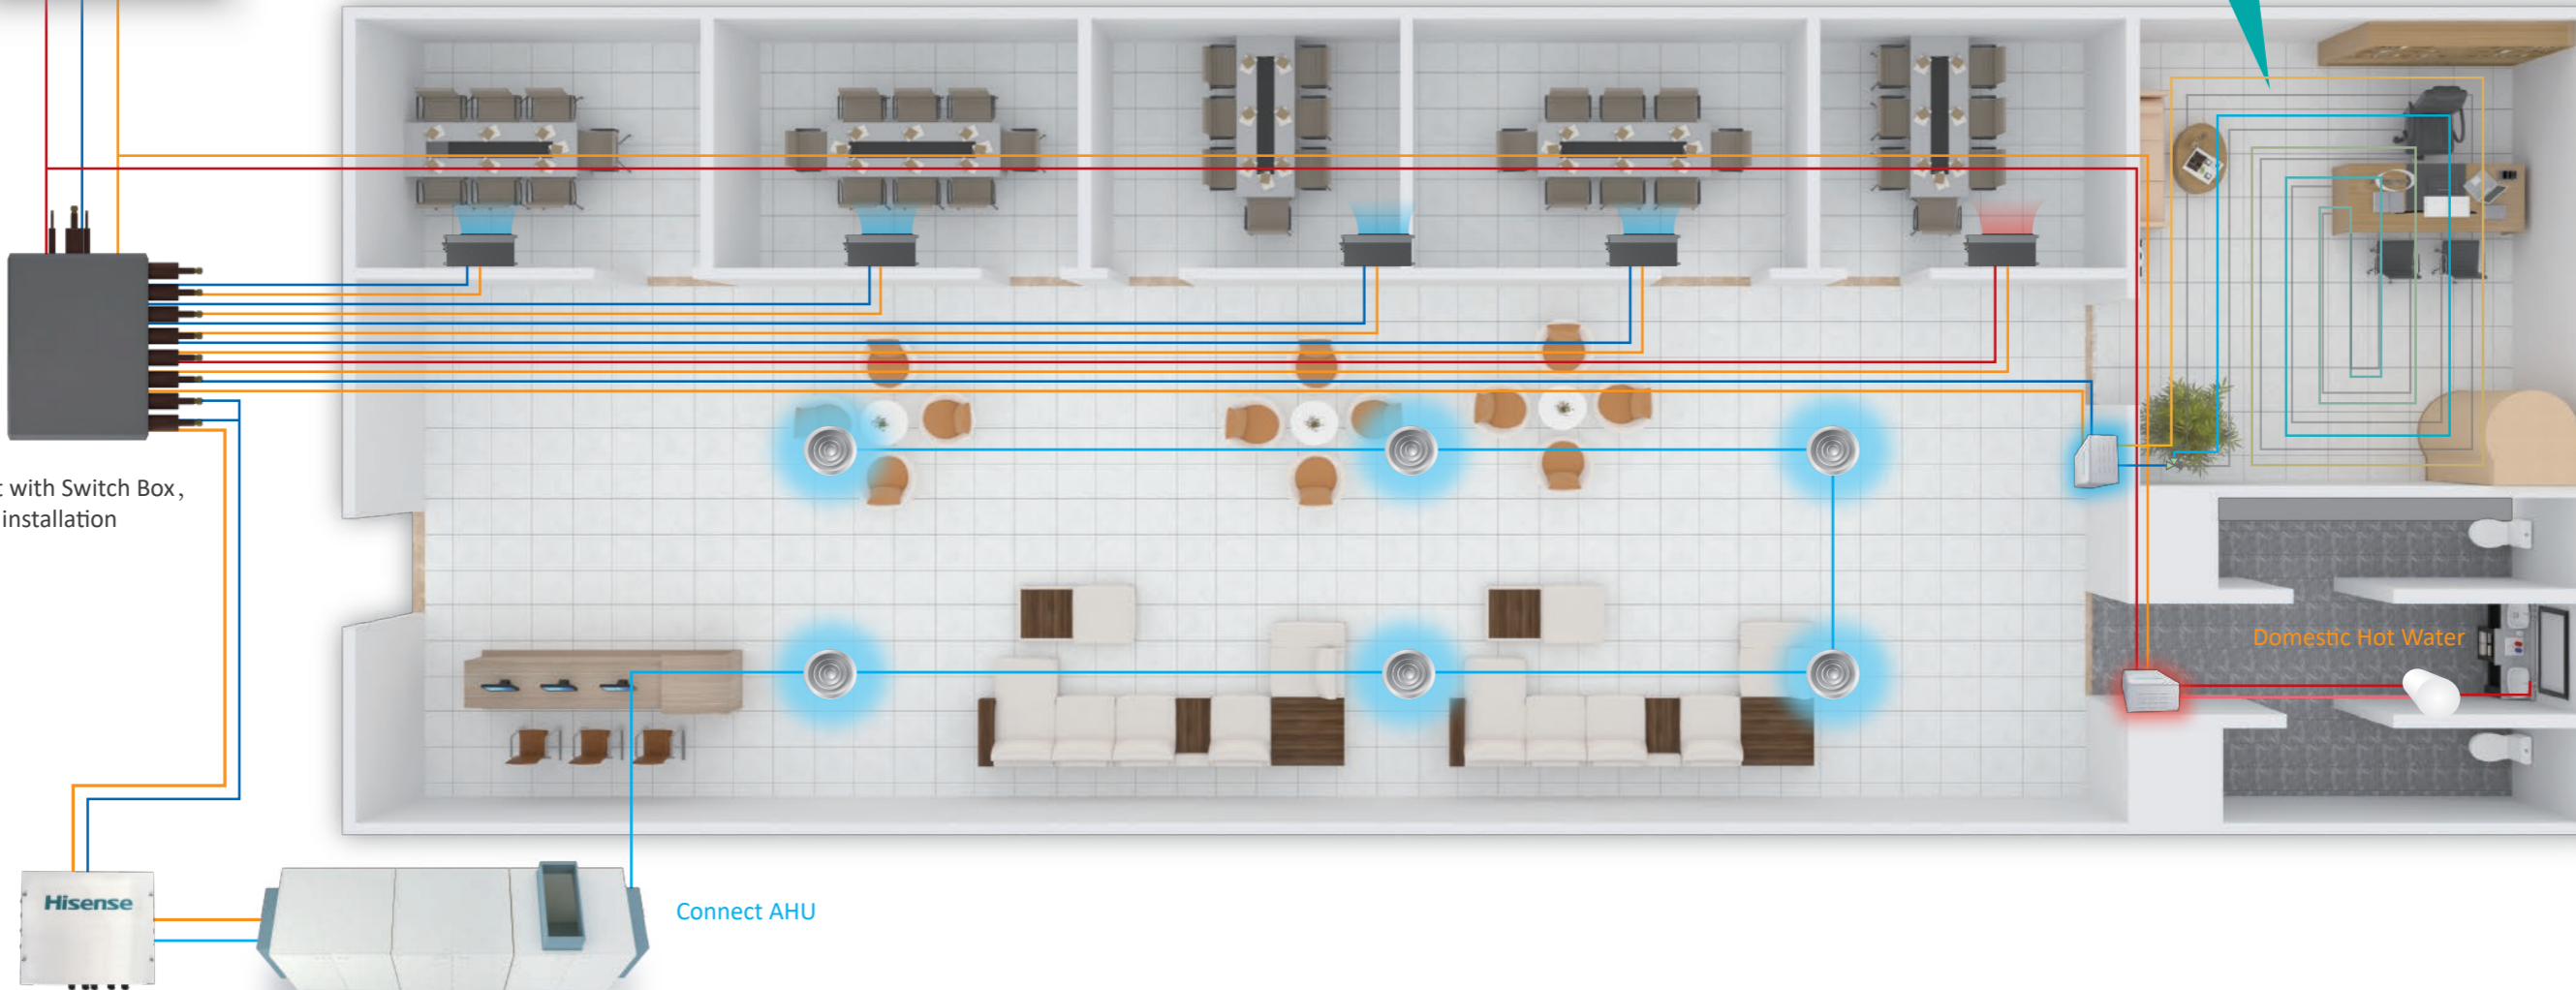 with Switch Box,
installation
Domestic Hot Water
Hisense
Connect AHU